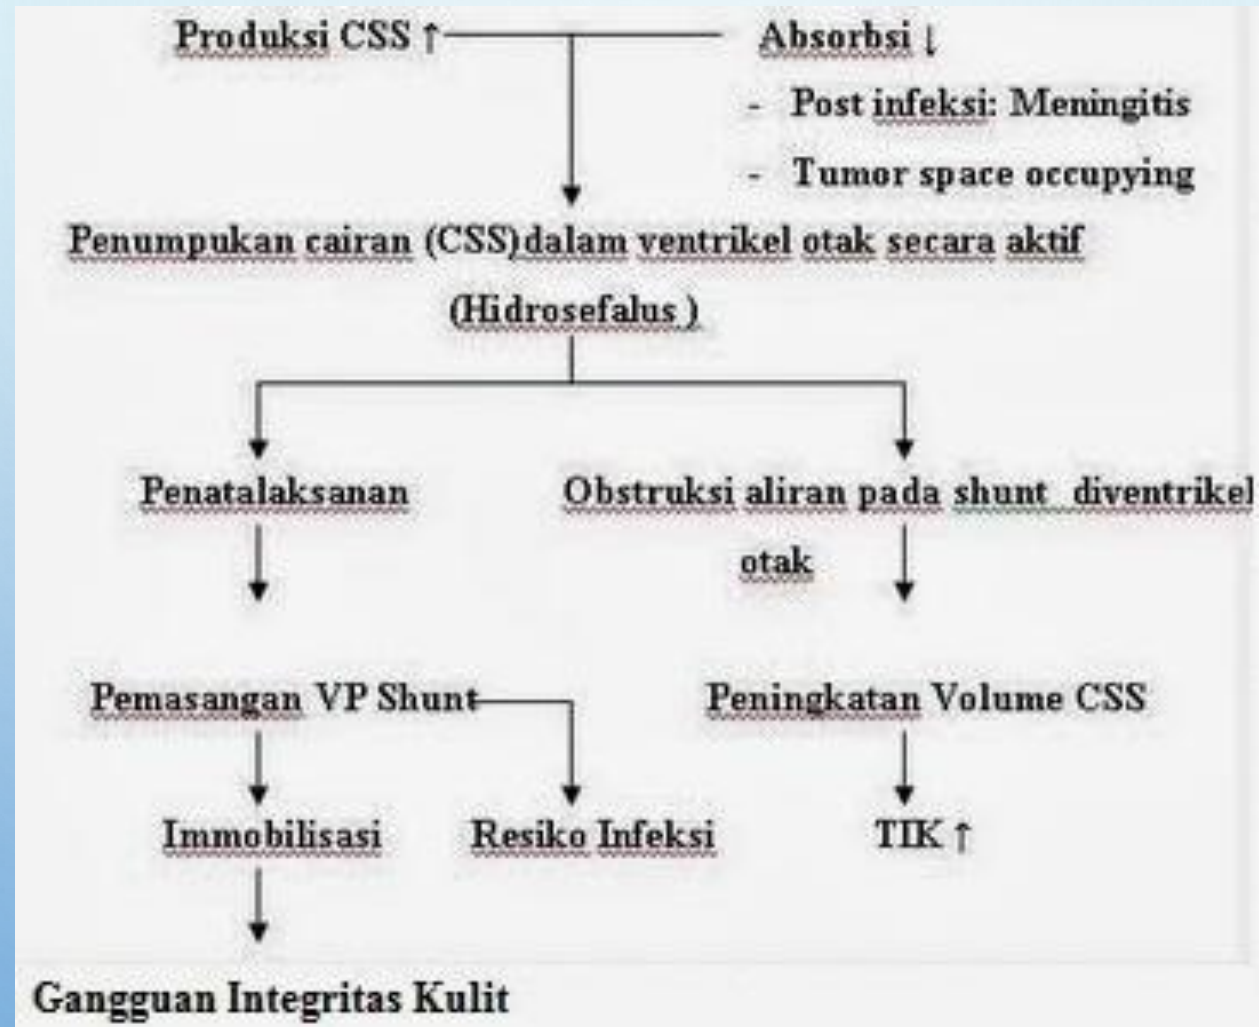 Produksi CSS ↑
Absorbsi ↓
- Post infeksi: Meningitis
- Tumor space occupying
Penumpukan cairan (CSS)dalam ventrikel otak secara aktif
(Hidrosefalus )
Penatalaksanan
Obstruksi aliran pada shunt diventrikel
otak
Pemasangan VP Shunt
Peningkatan Volume CSS
Immobilisasi
Resiko Infeksi
TIK ↑
Gangguan Integritas Kulit